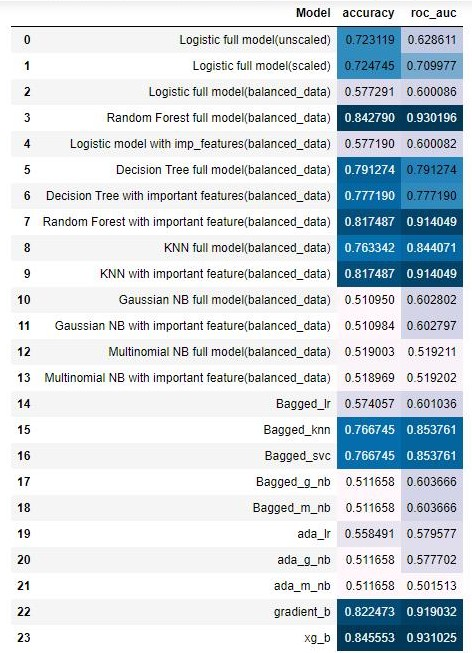 Model accuracy roc_auc
0 Logistic full model(unscaled) 0.723119 0.628611
1 Logistic full model(scaled) 0.724745 0.709977
2 Logistic full model(balanced_data) 0.577291 0.600086
3 Random Forest full model(balanced_data) 0.842790 0.930196
4 Logistic model with imp_features(balanced_data) 0.577190 0.600082
5 Decision Tree full model(balanced_data) 0.791274 0.791274
6 Decision Tree with important features(balanced_data) 0.777190 0.777190
7 Random Forest with important feature(balanced_data) 0.817487 0.914049
8 KNN full model(balanced_data) 0.763342 0.844071
9 KNN with important feature(balanced_data) 0.817487 0.914049
10 Gaussian NB full model(balanced_data) 0.510950 0.602802
11 Gaussian NB with important feature(balanced_data) 0.510984 0.602797
12 Multinomial NB full model(balanced_data) 0.519003 0.519211
13 Multinomial NB with important feature(balanced_data) 0.518969 0.519202
14 Bagged_lr 0.574057 0.601036
15 Bagged_knn 0.766745 0.853761
16 Bagged_svc 0.766745 0.853761
17 Bagged_g_nb 0.511658 0.603666
18 Bagged_m_nb 0.511658 0.603666
19 ada_lr 0.558491 0.579577
20 ada_g_nb 0.511658 0.577702
21 ada_m_nb 0.511658 0.501513
22 gradient_b 0.822473 0.919032
23 xg_b 0.845553 0.931025